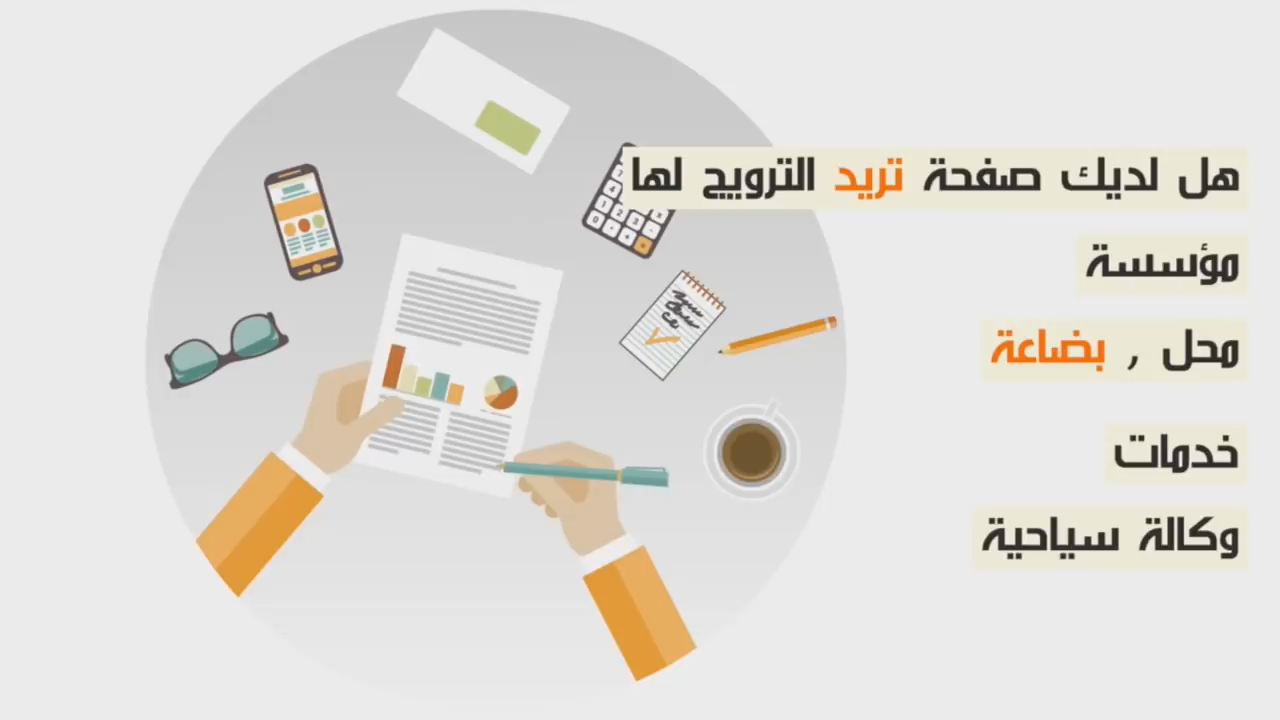 هل لديك صفحة تريد الترويج لها
مؤسسة
محل , بضاعة
خدمات
وكالة سياحية